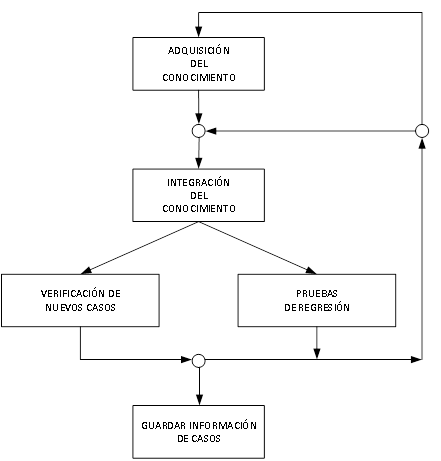 ADQUISICIÓN
DEL
CONOCIMIENTO
INTEGRACIÓN
DEL
CONOCIMIENTO
VERIFICACIÓN DE
NUEVOS CASOS
PRUEBAS
DE REGRESIÓN
GUARDAR INFORMACIÓN
DE CASOS